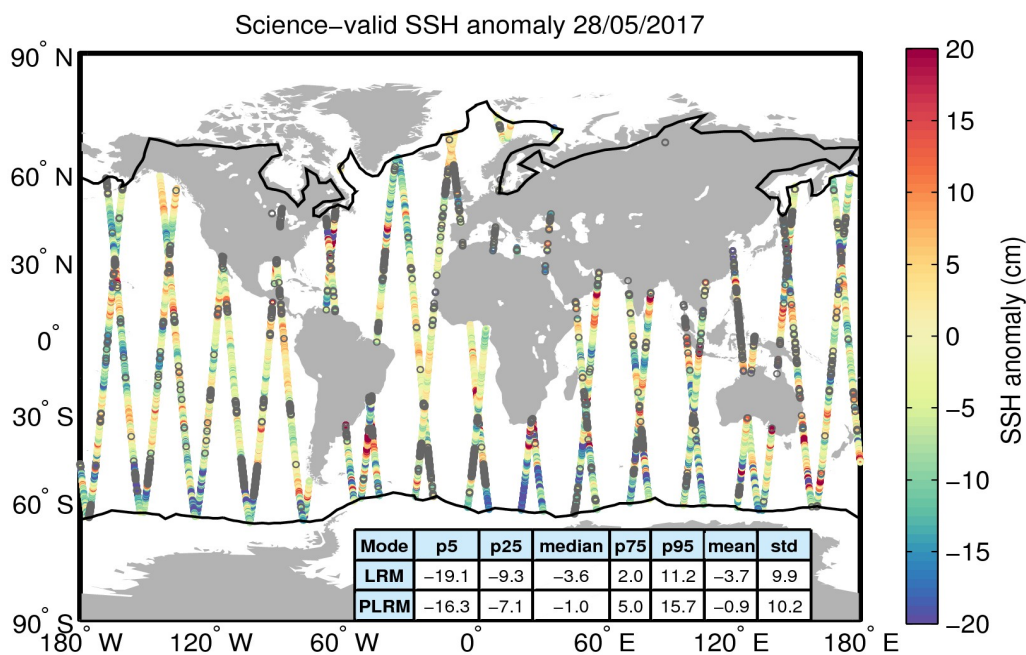 Science−valid SSH anomaly 28/05/2017
90° N
60° N
30° N
0°
30° S
60° S
90° S
180° W
120° W
60° W
0°
60° E
120° E
180° E
Mode p5 p25 median p75 p95 mean std
LRM −19.1 −9.3 −3.6 2.0 11.2 −3.7 9.9
PLRM −16.3 −7.1 −1.0 5.0 15.7 −0.9 10.2
20
15
10
5
0
−5
−10
−15
−20
SSH anomaly (cm)